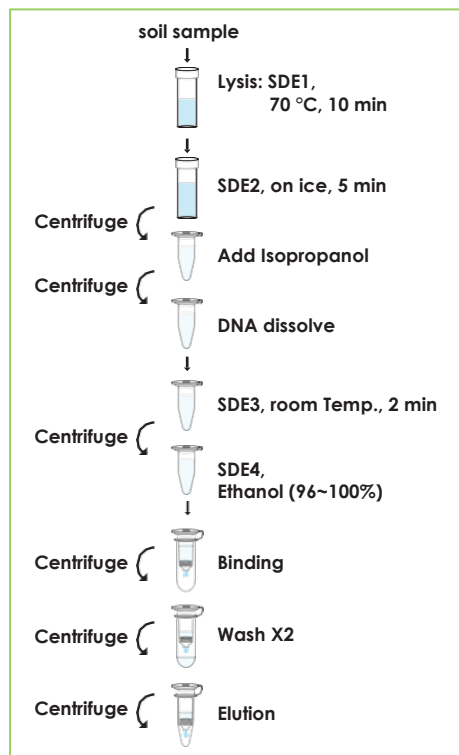 soil sample
Lysis: SDE1,
70 °C, 10 min
SDE2, on ice, 5 min
Centrifuge
Add Isopropanol
Centrifuge
DNA dissolve
SDE3, room Temp., 2 min
Centrifuge
SDE4,
Ethanol (96~100%)
Centrifuge
Binding
Centrifuge
Wash X2
Centrifuge
Elution